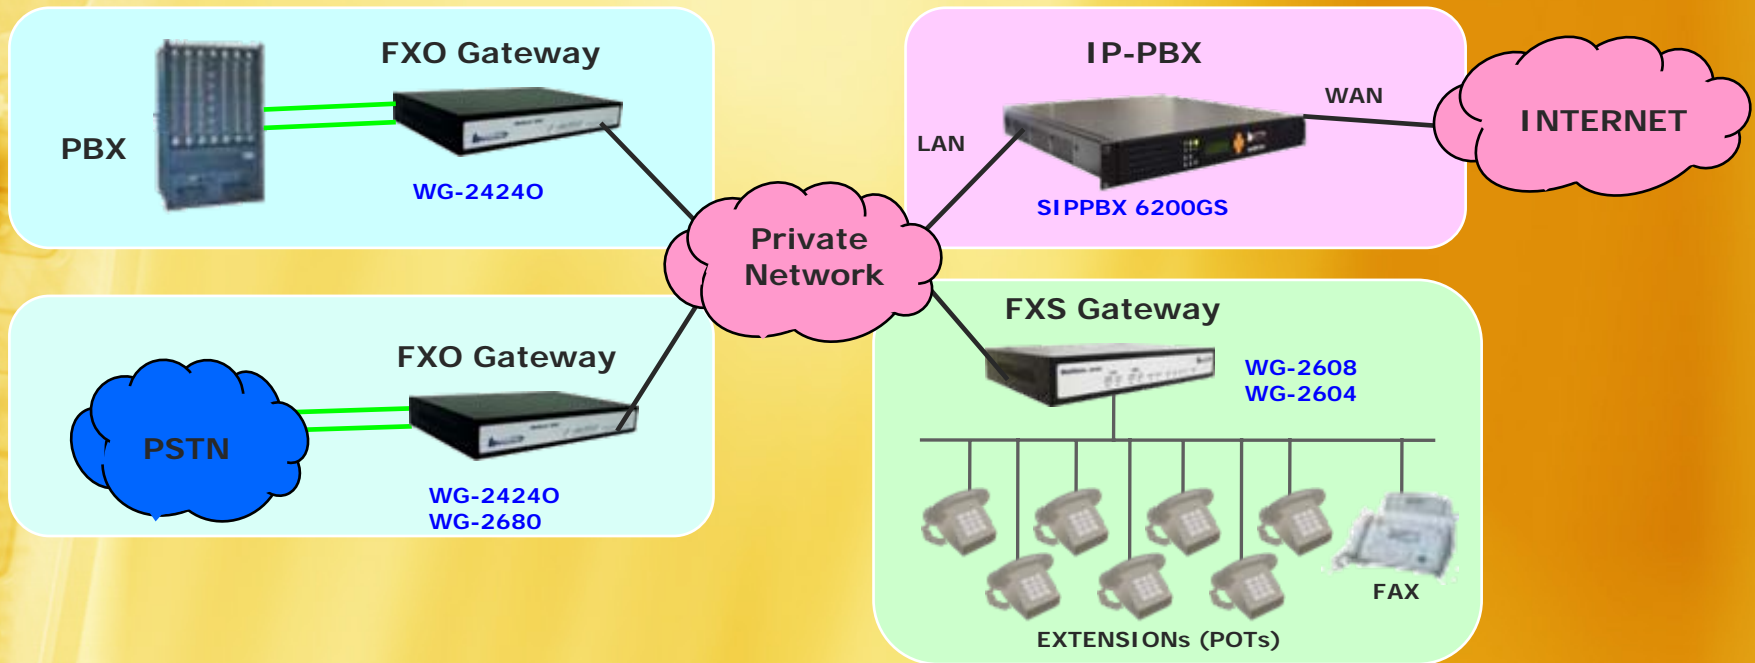 FXO Gateway
PBX
WG-2424O
IP-PBX
WAN
LAN
SIPPBX 6200GS
INTERNET
Private
Network
FXO Gateway
PSTN
WG-2424O
WG-2680
FXS Gateway
WG-2608
WG-2604
FAX
EXTENSIONs (POTs)